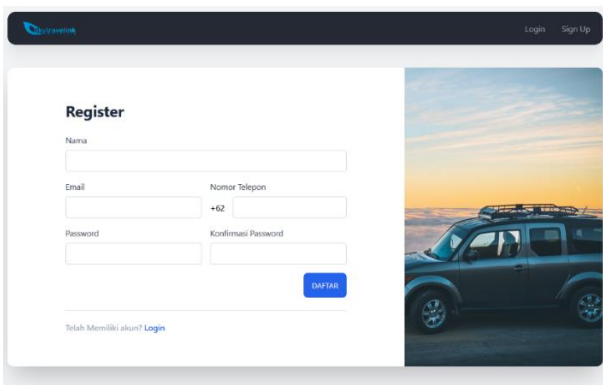 Login Sign Up
Register
Nama
Email Nomor Telepon
+62
Password Konfirmasi Password
DAFTAR
Telah Memiliki akun? Login